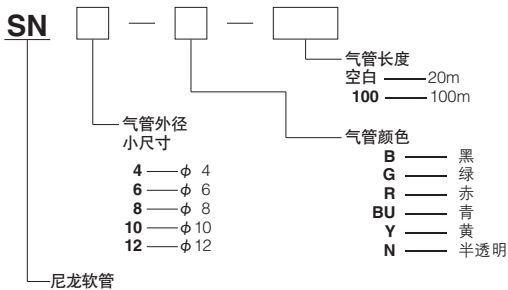 SN - -
气管长度
空白 20m
100 100m
气管外径
小尺寸
4 φ 4
6 φ 6
8 φ 8
10 φ 10
12 φ 12
气管颜色
B 黑
G 绿
R 赤
BU 青
Y 黄
N 半透明
尼龙软管